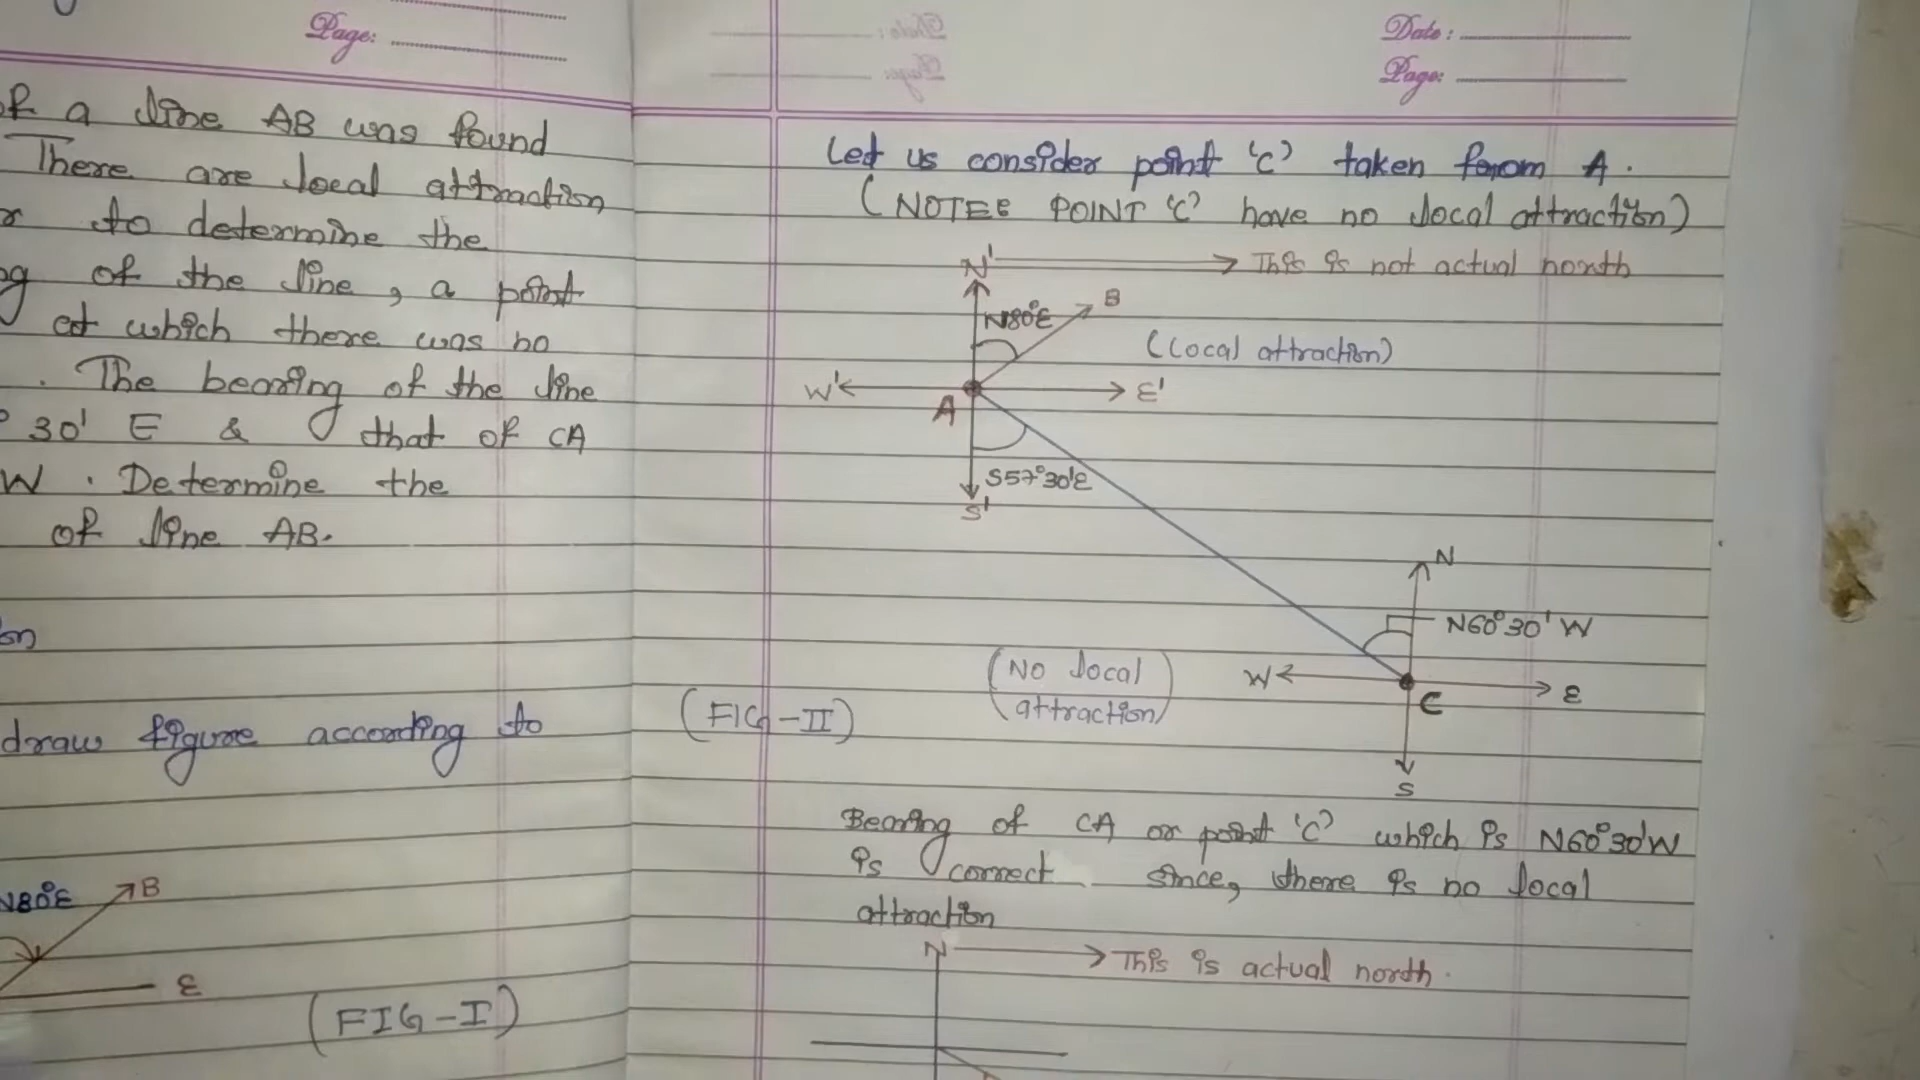 Page:
of a line AB was found
There are local attraction
to determine the
of the line, a point
at which there was no
. The bearing of the line
30' E & that of CA
W. Determine the
of line AB.
draw figure according to
N80°E
B
E
(FIG-I)
Date:
Page:
Let us consider point 'C' taken from A.
(NOTE: POINT 'C' have no local attraction)
N' → This is not actual north
N80°E
B
(Local attraction)
W'
E'
A
S57°30'E
S'
N
N60°30'W
(No local
attraction)
W
E
C
(FIG-II)
S
Bearing of CA or point 'C' which is N60°30'W
is correct since, there is no local
attraction
N → This is actual north.